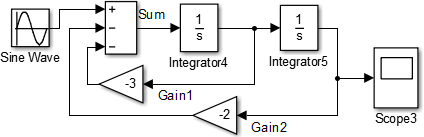 +
−
−
Sum
1
s
1
s
Sine Wave
Integrator4
Integrator5
-3
Gain1
-2
Gain2
Scope3